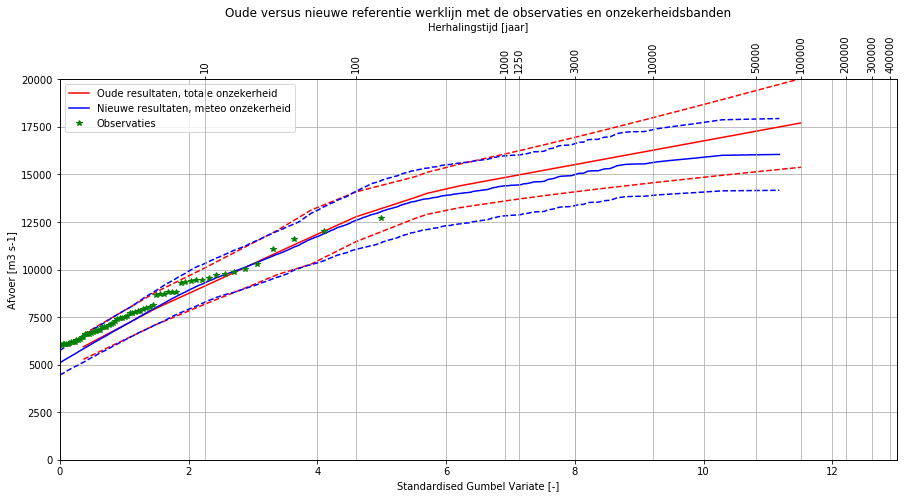 Oude versus nieuwe referentie werklijn met de observaties en onzekerheidsbanden
Herhalingstijd [jaar]
10 100 1000 1250 3000 10000 50000 100000 200000 300000 400000
Oude resultaten, totale onzekerheid
Nieuwe resultaten, meteo onzekerheid
Observaties
20000
17500
15000
12500
10000
7500
5000
2500
0
Afvoer [m3 s-1]
0 2 4 6 8 10 12
Standardised Gumbel Variate [-]